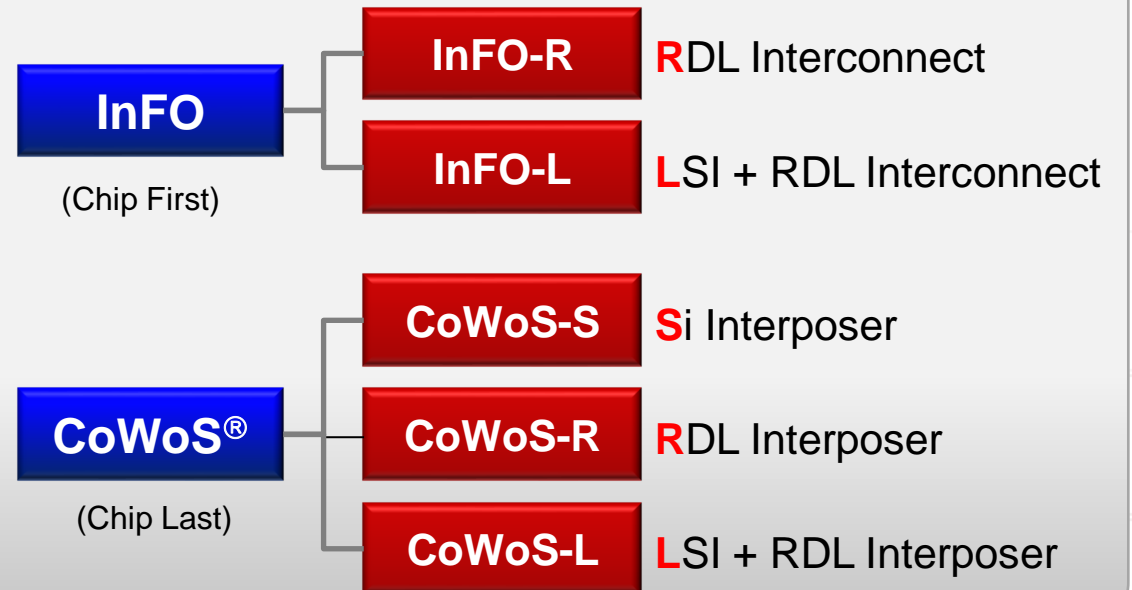 InFO
(Chip First)
InFO-R RDL Interconnect
InFO-L LSI + RDL Interconnect
CoWoS®
(Chip Last)
CoWoS-S Si Interposer
CoWoS-R RDL Interposer
CoWoS-L LSI + RDL Interposer